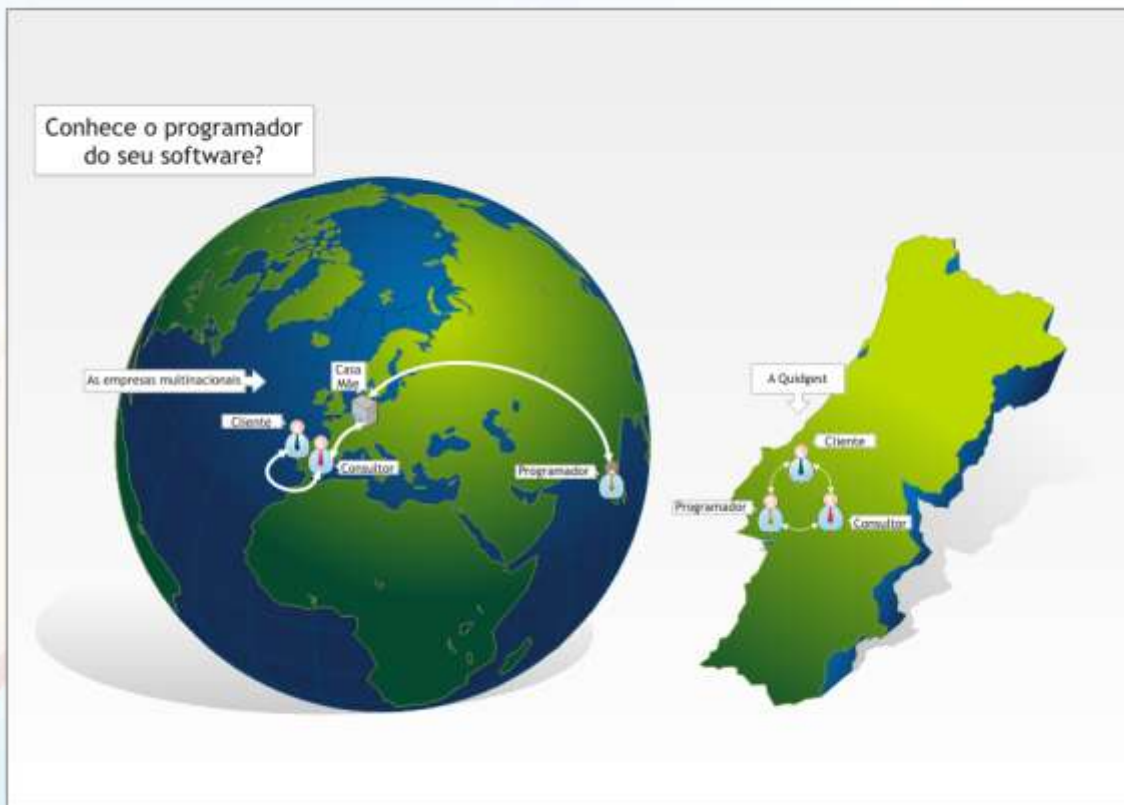 Conhece o programador
do seu software?
As empresas multinacionais
Casa
Mãe
Cliente
Consultor
Programador
A Quidgest
Cliente
Programador
Consultor